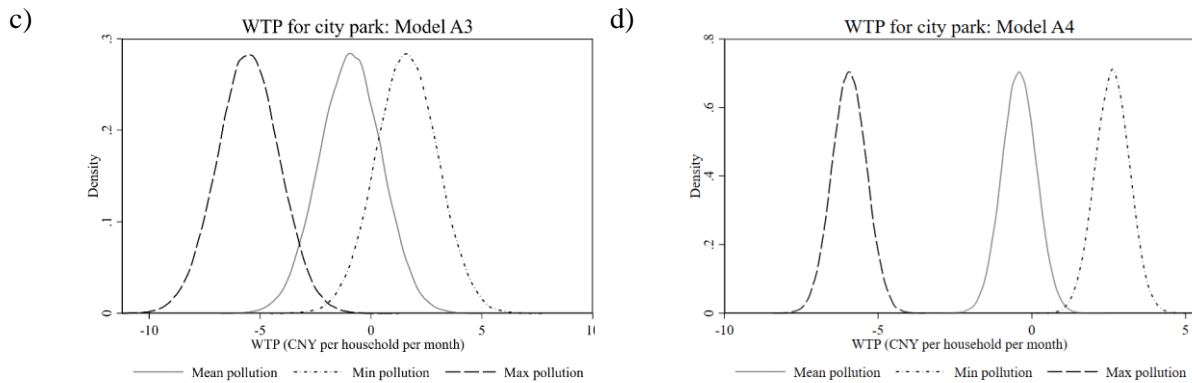 c)
WTP for city park: Model A3
Density
0 .1 .2 .3
-10 -5 0 5 10
WTP (CNY per household per month)
Mean pollution Min pollution Max pollution
d)
WTP for city park: Model A4
Density
0 .2 .4 .6 .8
-10 -5 0 5
WTP (CNY per household per month)
Mean pollution Min pollution Max pollution